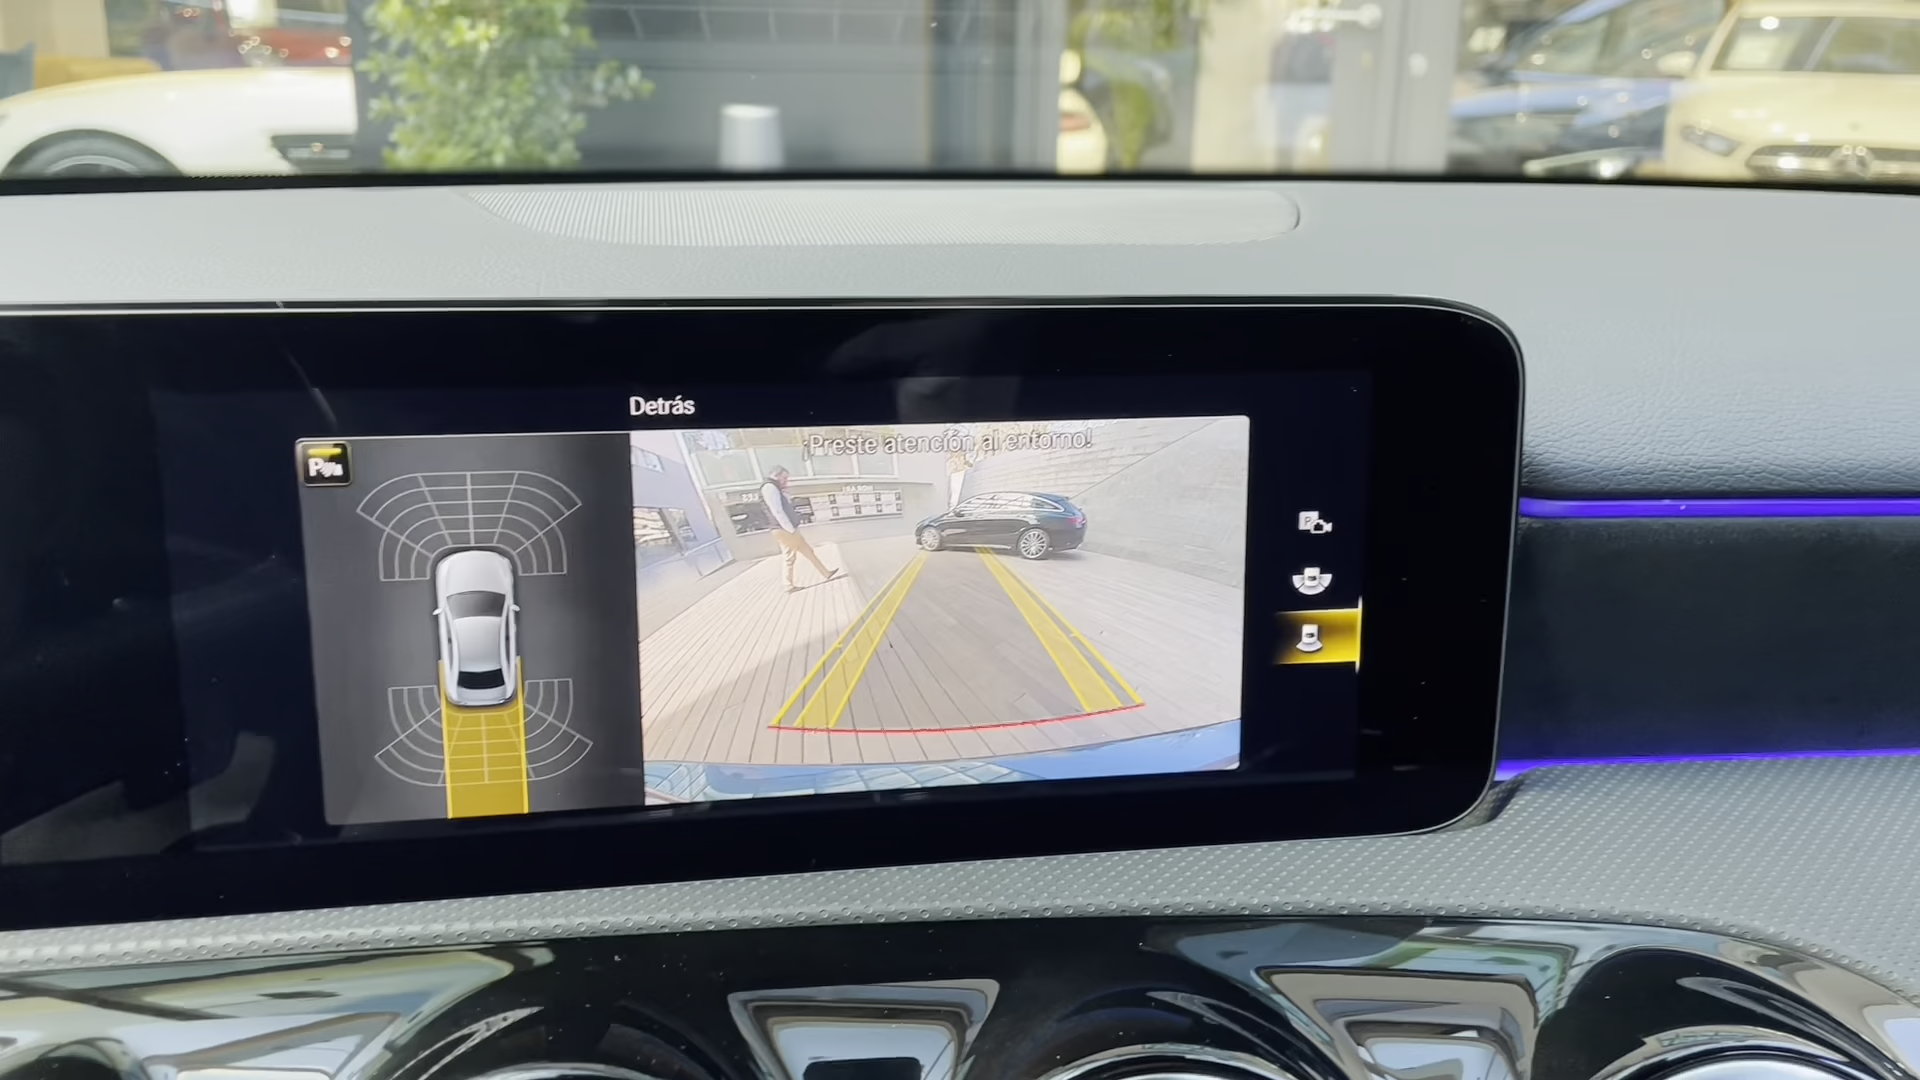 Detrás
¡Preste atención al entorno!
P
P